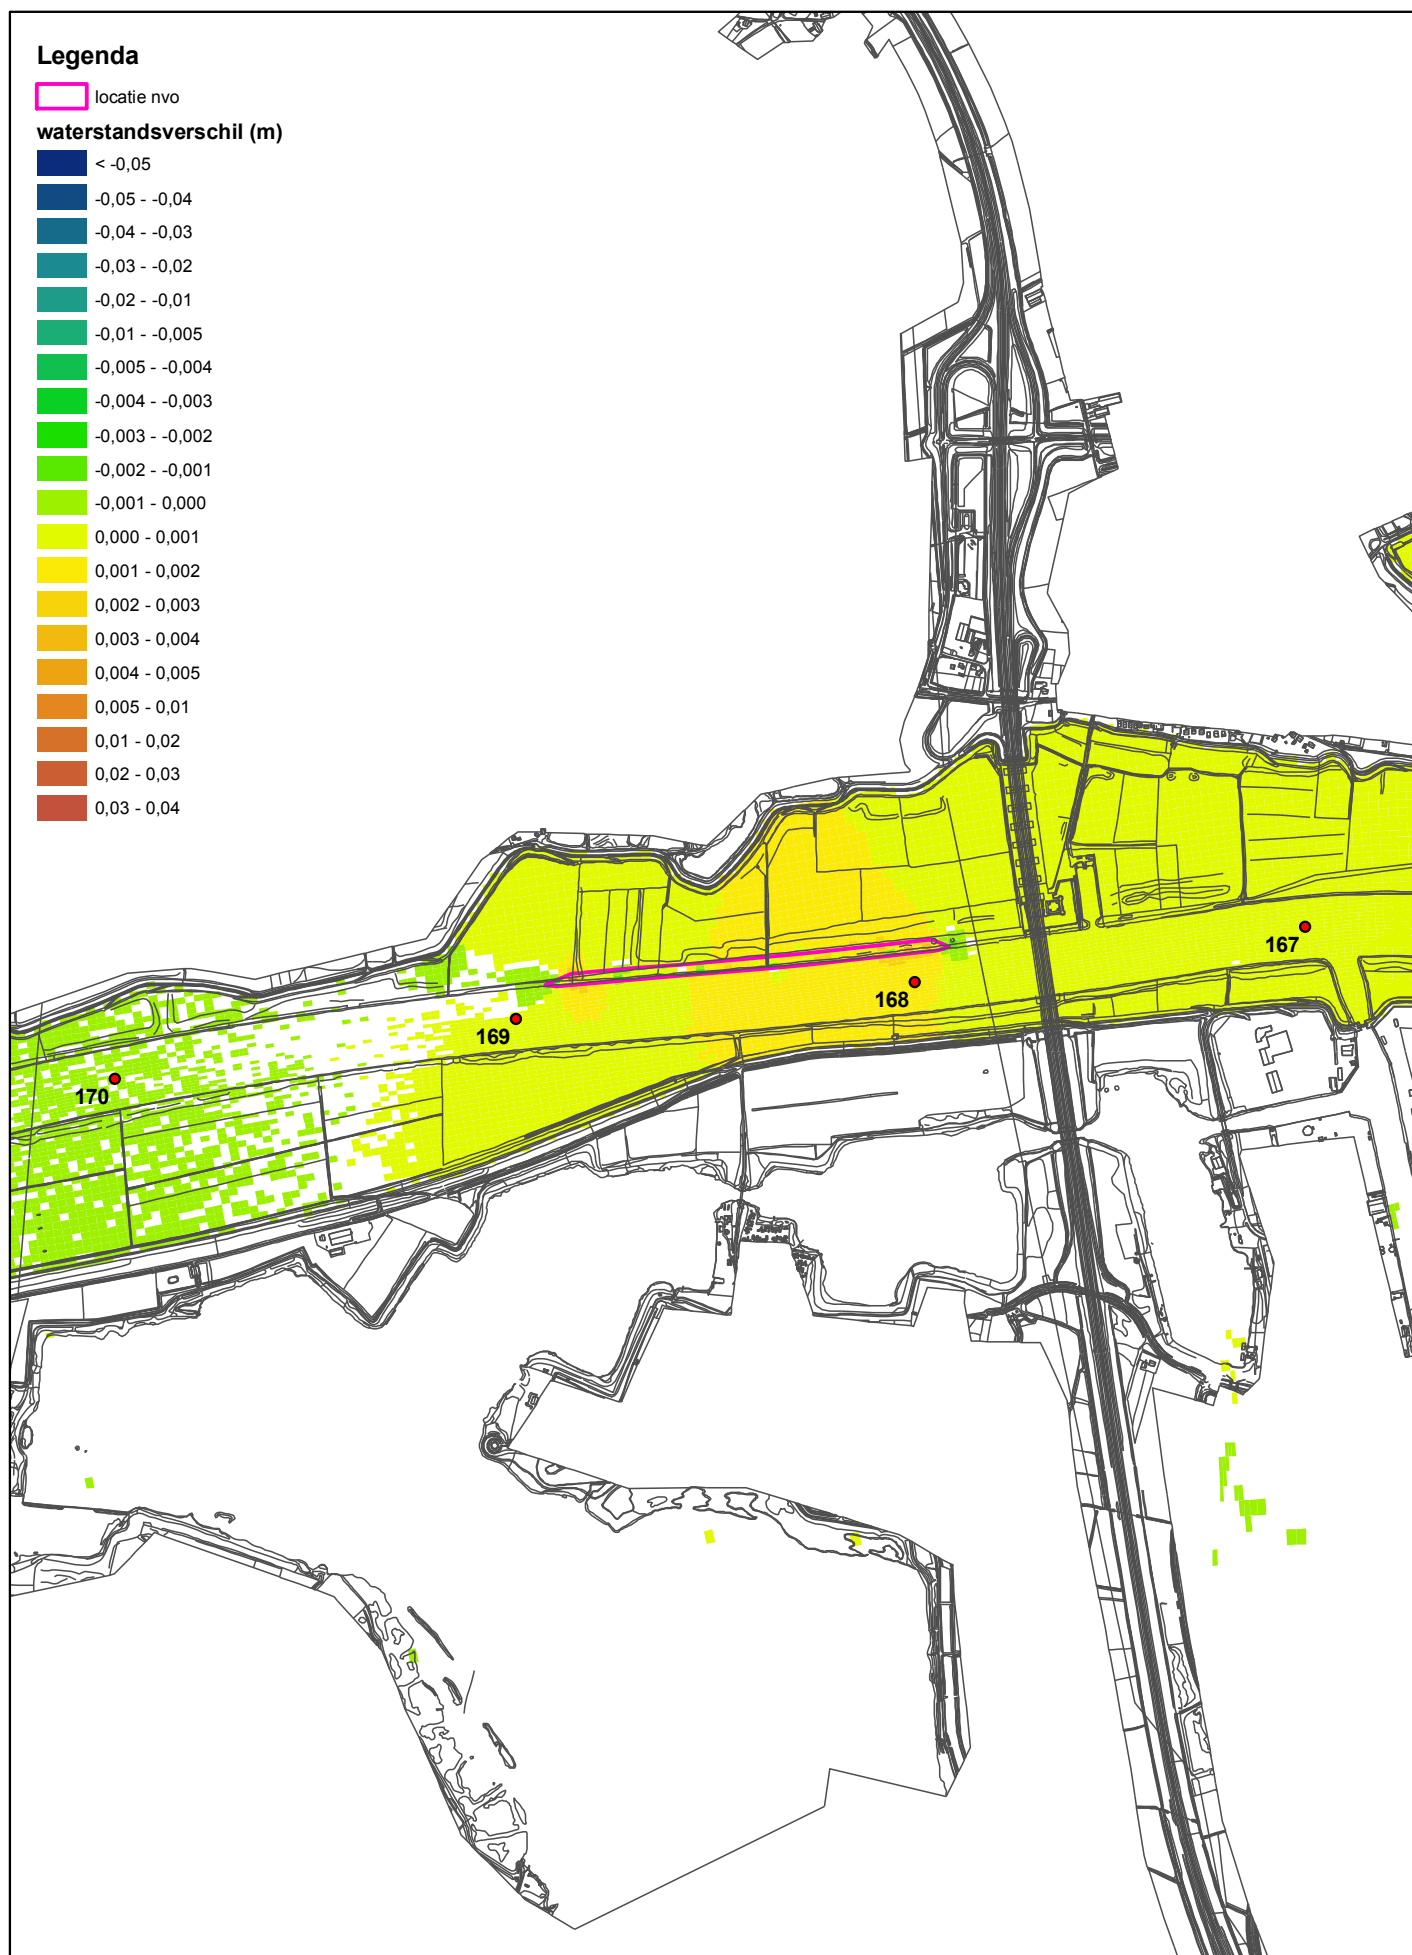 Legenda
locatie nvo
waterstandsverschil (m)
< -0,05
-0,05 - -0,04
-0,04 - -0,03
-0,03 - -0,02
-0,02 - -0,01
-0,01 - -0,005
-0,005 - -0,004
-0,004 - -0,003
-0,003 - -0,002
-0,002 - -0,001
-0,001 - 0,000
0,000 - 0,001
0,001 - 0,002
0,002 - 0,003
0,003 - 0,004
0,004 - 0,005
0,005 - 0,01
0,01 - 0,02
0,02 - 0,03
0,03 - 0,04
167
168
169
170